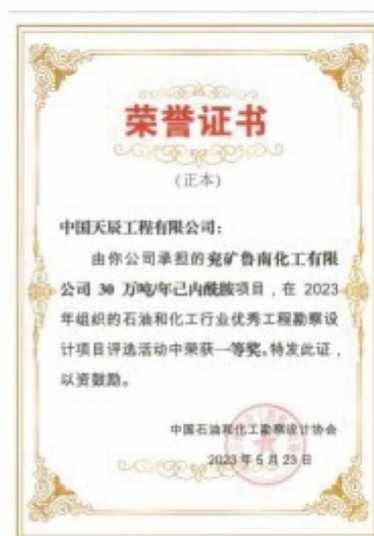 荣誉证书
(正本)
中国天辰工程有限公司：
由你公司承担的兖矿鲁南化工有限
公司 30 万吨/年己内酰胺项目，在 2023
年组织的石油和化工行业优秀工程勘察设
计项目评选活动中荣获一等奖。特发此证，
以资鼓励。
中国石油和化工勘察设计协会
2023 年 5 月 23 日